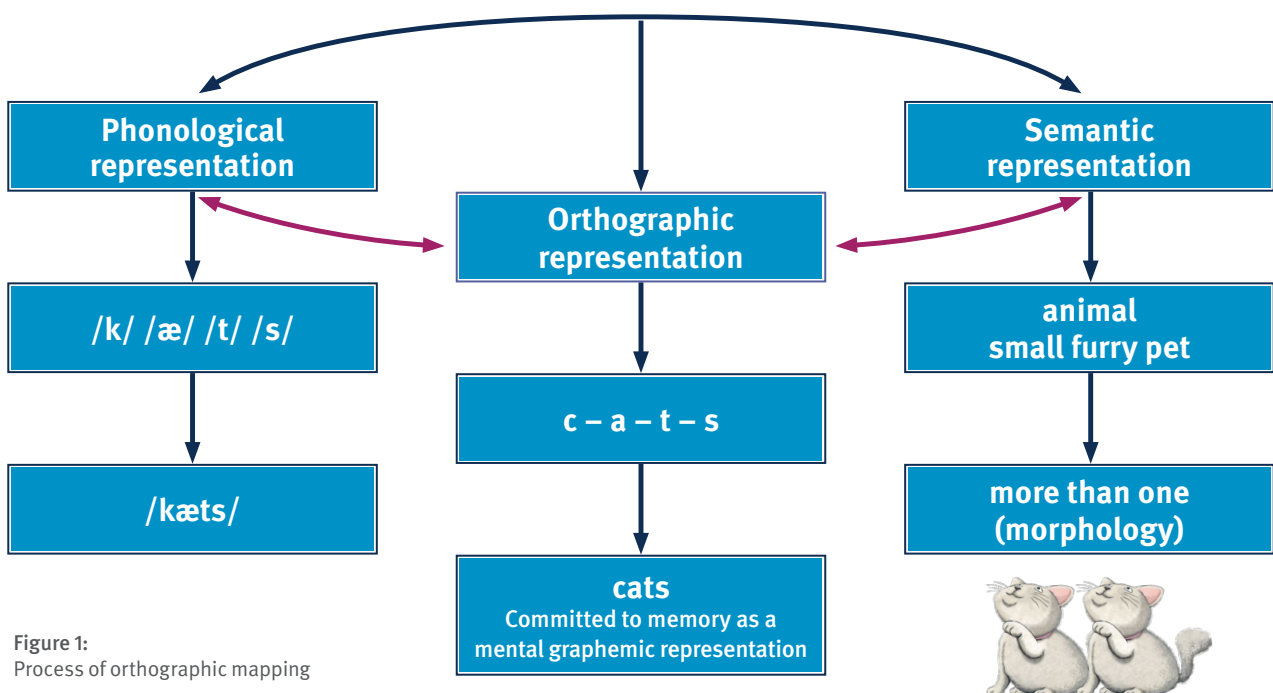 Phonological
representation
Semantic
representation
Orthographic
representation
/k/ /æ/ /t/ /s/
animal
small furry pet
c – a – t – s
/kæts/
more than one
(morphology)
cats
Committed to memory as a
mental graphemic representation
Figure 1:
Process of orthographic mapping